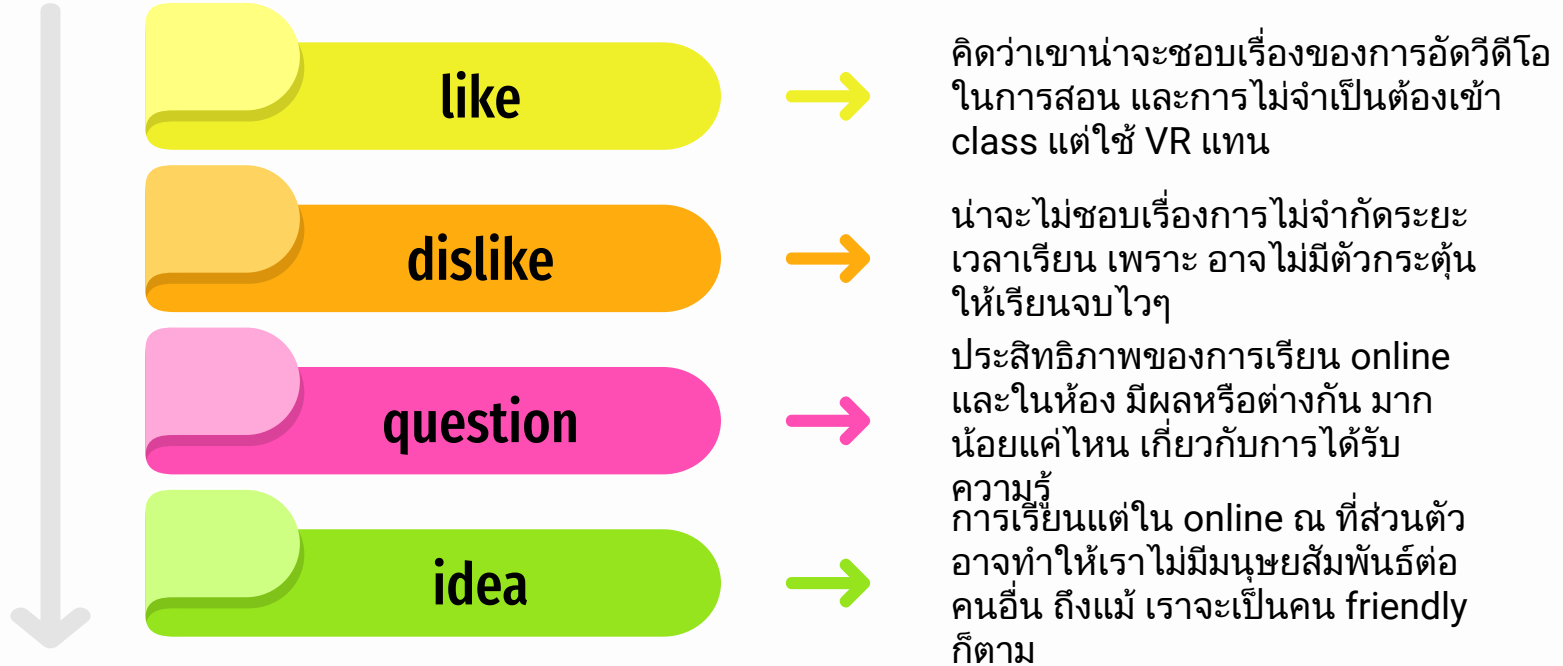 like
คิดว่าเขาน่าจะชอบเรื่องของการอัดวีดีโอ
ในการสอน และการไม่จำเป็นต้องเข้า
class แต่ใช้ VR แทน
dislike
น่าจะไม่ชอบเรื่องการไม่จำกัดระยะ
เวลาเรียน เพราะ อาจไม่มีตัวกระตุ้น
ให้เรียนจบไวๆ
question
ประสิทธิภาพของการเรียน online
และในห้อง มีผลหรือต่างกัน มาก
น้อยแค่ไหน เกี่ยวกับการได้รับ
ความรู้
idea
การเรียนแต่ใน online ณ ที่ส่วนตัว
อาจทำให้เราไม่มีมนุษยสัมพันธ์ต่อ
คนอื่น ถึงแม้ เราจะเป็นคน friendly
ก็ตาม